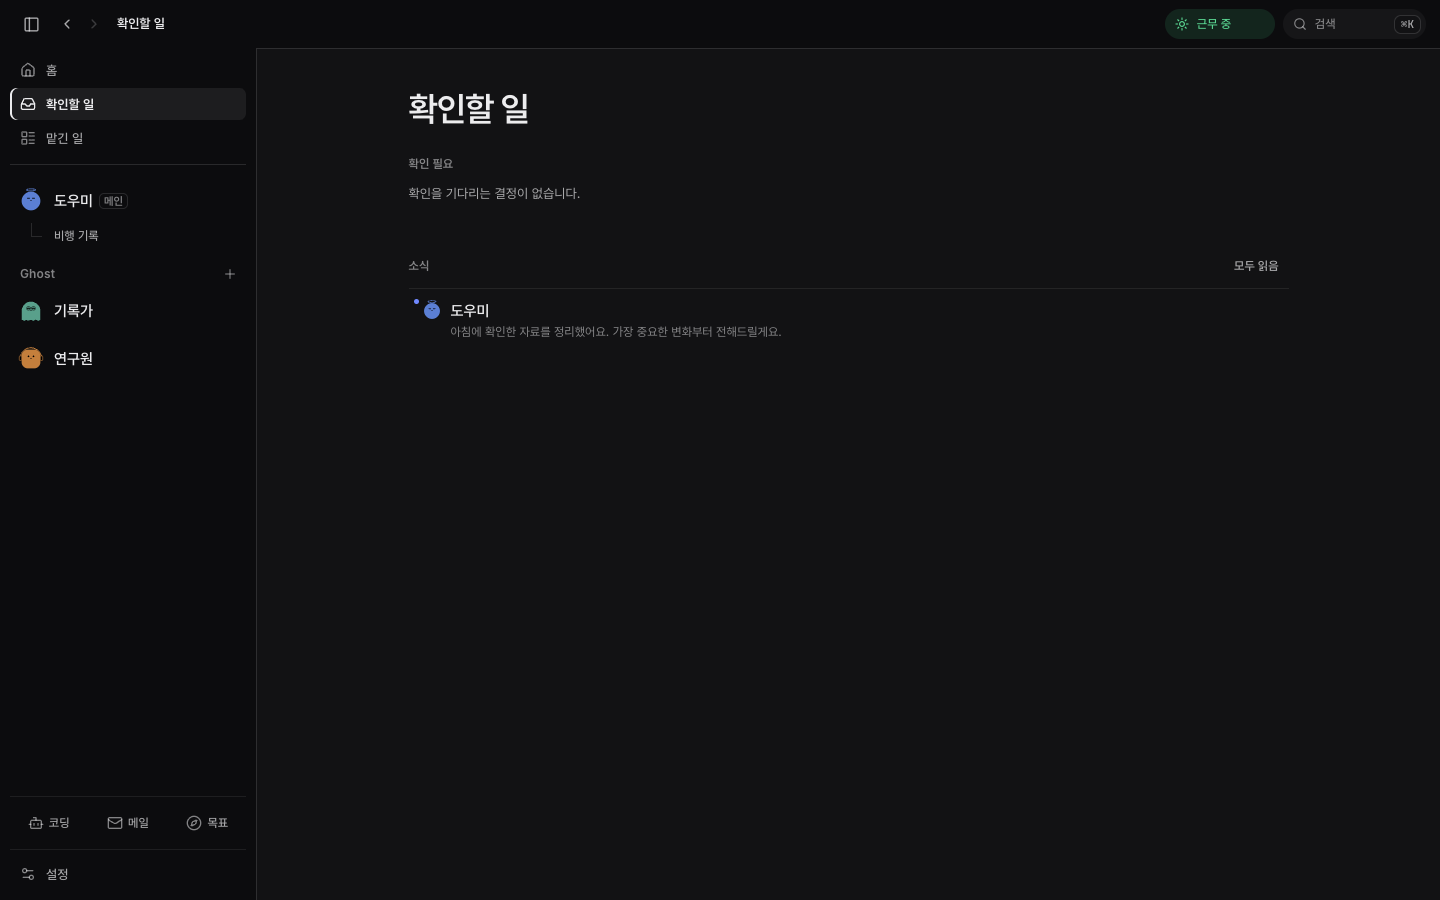 확인할 일
근무 중
검색
⌘K
홈
확인할 일
맡긴 일
도우미 메인
비행 기록
Ghost
기록가
연구원
코딩
메일
목표
설정
확인할 일
확인 필요
확인을 기다리는 결정이 없습니다.
소식
모두 읽음
도우미
아침에 확인한 자료를 정리했어요. 가장 중요한 변화부터 전해드릴게요.